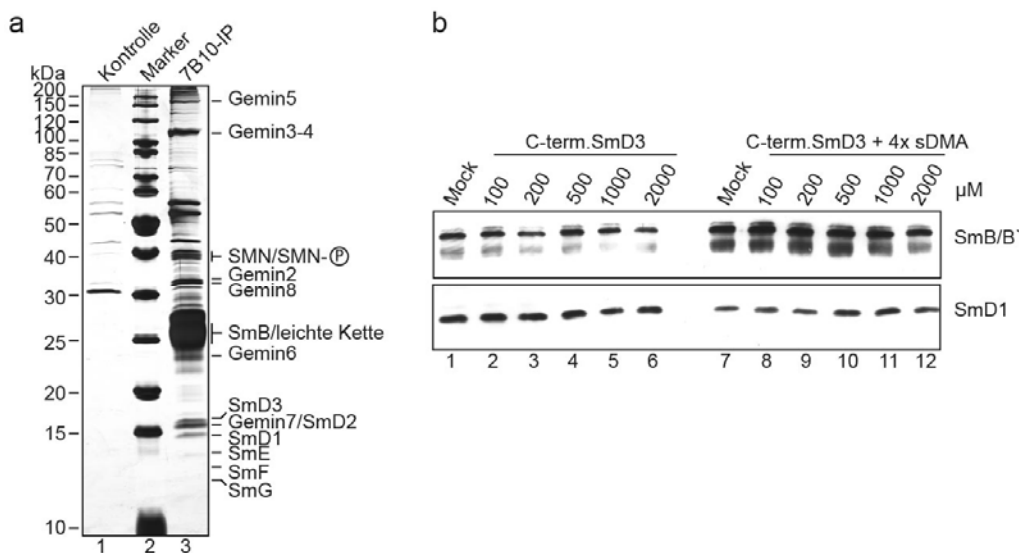 a
kDa
Kontrolle
Marker
7B10-IP
200
150
120
100
85
70
60
50
40
30
25
20
15
10
Gemin5
Gemin3-4
SMN/SMN-Ⓟ
Gemin2
Gemin8
SmB/leichte Kette
Gemin6
SmD3
Gemin7/SmD2
SmD1
SmE
SmF
SmG
1 2 3
b
C-term.SmD3 C-term.SmD3 + 4x sDMA
Mock 100 200 500 1000 2000 Mock 100 200 500 1000 2000 µM
SmB/B`
SmD1
1 2 3 4 5 6 7 8 9 10 11 12